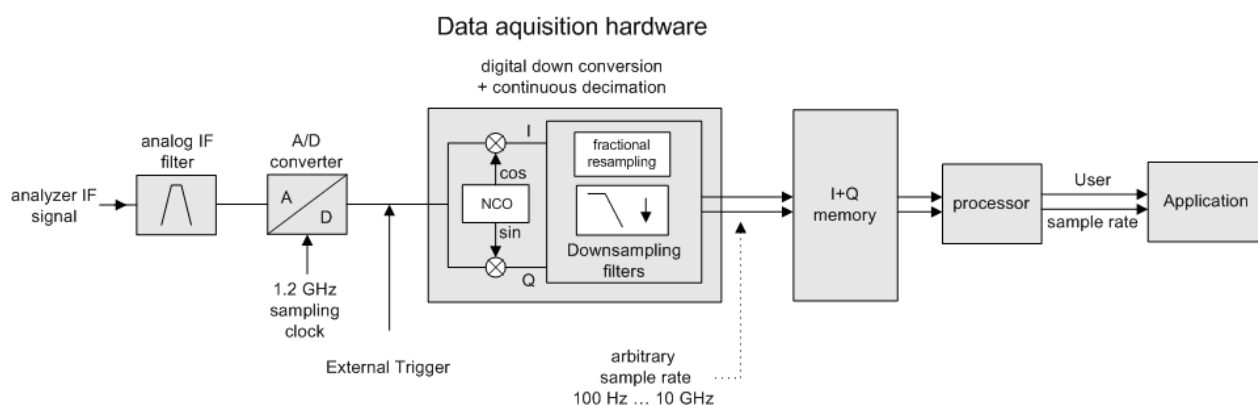 Data aquisition hardware
digital down conversion
+ continuous decimation
analog IF
filter
A/D
converter
analyzer IF
signal
A
D
1.2 GHz
sampling
clock
External Trigger
I
cos
NCO
sin
Q
fractional
resampling
Downsampling
filters
arbitrary
sample rate
100 Hz ... 10 GHz
I+Q
memory
processor
User
sample rate
Application